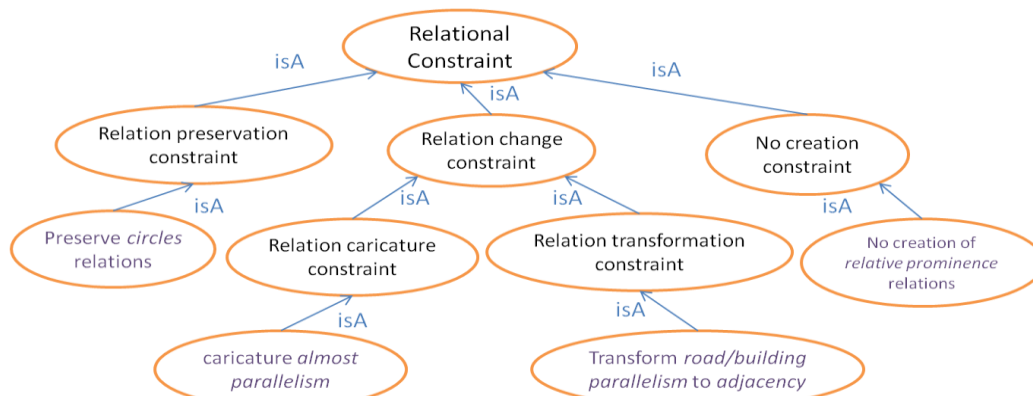 Relational
Constraint
isA
isA
isA
Relation preservation
constraint
Relation change
constraint
No creation
constraint
isA
isA
isA
isA
Preserve circles
relations
Relation caricature
constraint
Relation transformation
constraint
No creation of
relative prominence
relations
isA
isA
caricature almost
parallelism
Transform road/building
parallelism to adjacency